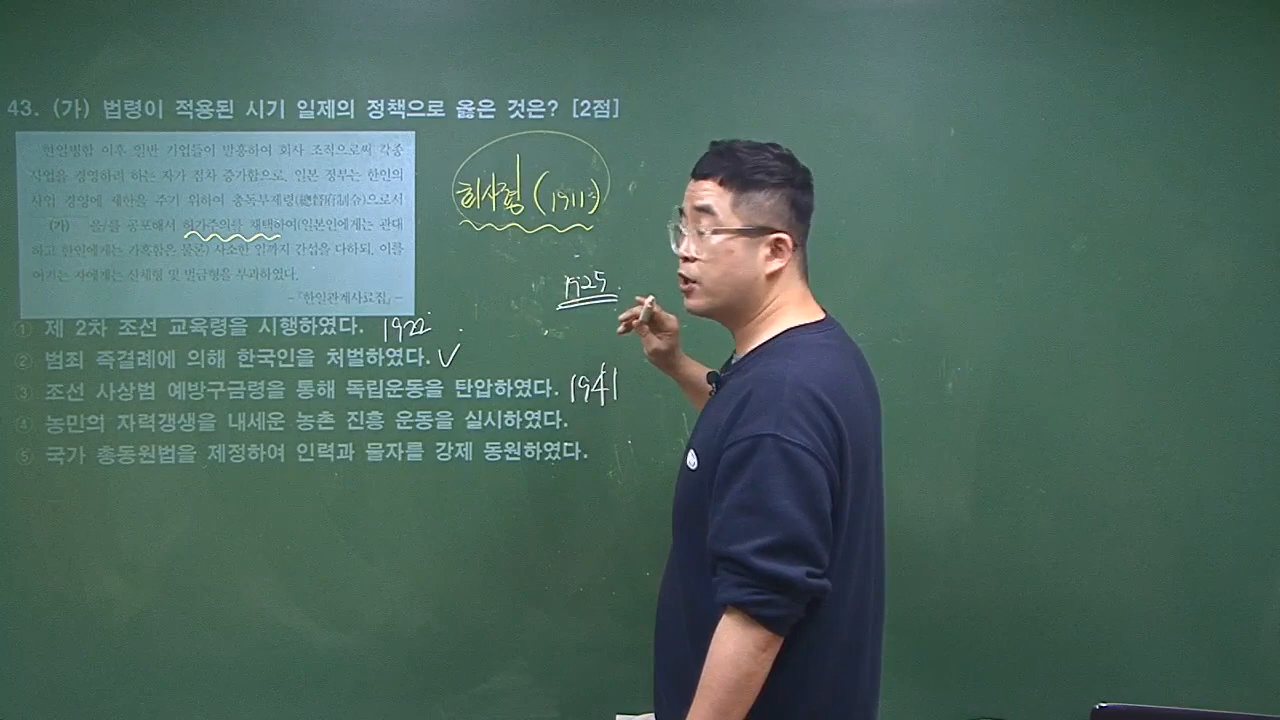 43. (가) 법령이 적용된 시기 일제의 정책으로 옳은 것은? [2점]
한일병합 이후 일반 기업들이 발흥하여 회사 조직으로써 각종
사업을 경영하려 하는 자가 점차 증가함으로, 일본 정부는 한인의
사업 경영에 제한을 주기 위하여 총독부제령(總督府制令)으로서
(가) 을/를 공포해서 허가주의를 채택하여(일본인에게는 관대
하고 한인에게는 가혹함은 물론) 사소한 일까지 간섭을 다하되, 이를
어기는 자에게는 신체형 및 벌금형을 부과하였다.
-『한일관계사료집』-
회사령 (1911?)
1925.
① 제 2차 조선 교육령을 시행하였다. 1922
② 범죄 즉결례에 의해 한국인을 처벌하였다. ✓
③ 조선 사상범 예방구금령을 통해 독립운동을 탄압하였다. 1941
④ 농민의 자력갱생을 내세운 농촌 진흥 운동을 실시하였다.
⑤ 국가 총동원법을 제정하여 인력과 물자를 강제 동원하였다.